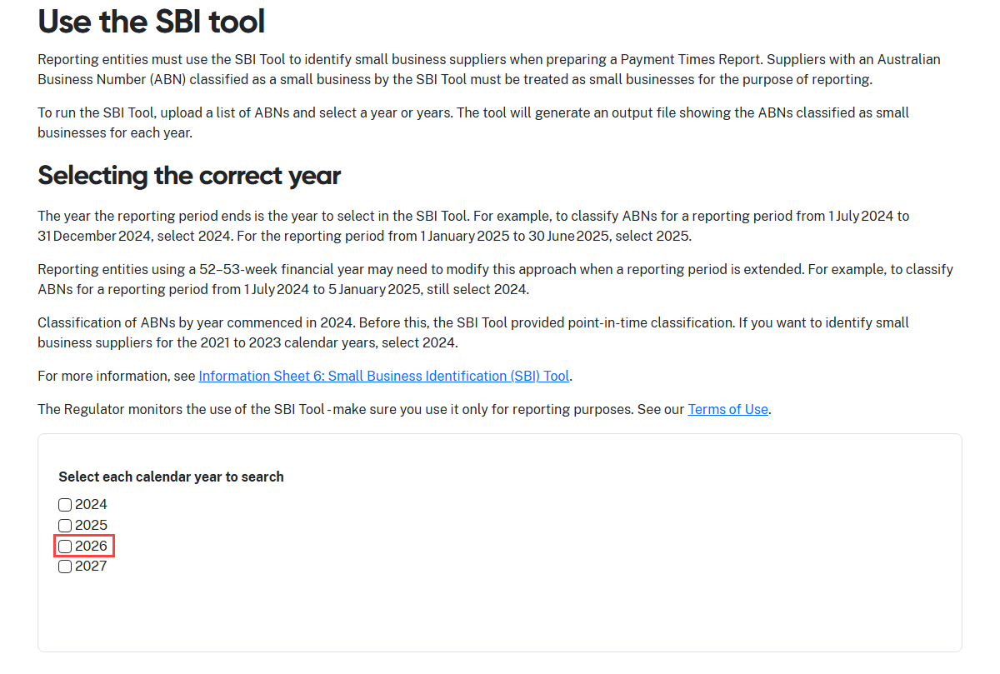 Use the SBI tool
Reporting entities must use the SBI Tool to identify small business suppliers when preparing a Payment Times Report. Suppliers with an Australian
Business Number (ABN) classified as a small business by the SBI Tool must be treated as small businesses for the purpose of reporting.
To run the SBI Tool, upload a list of ABNs and select a year or years. The tool will generate an output file showing the ABNs classified as small
businesses for each year.
Selecting the correct year
The year the reporting period ends is the year to select in the SBI Tool. For example, to classify ABNs for a reporting period from 1 July 2024 to
31 December 2024, select 2024. For the reporting period from 1 January 2025 to 30 June 2025, select 2025.
Reporting entities using a 52–53-week financial year may need to modify this approach when a reporting period is extended. For example, to classify
ABNs for a reporting period from 1 July 2024 to 5 January 2025, still select 2024.
Classification of ABNs by year commenced in 2024. Before this, the SBI Tool provided point-in-time classification. If you want to identify small
business suppliers for the 2021 to 2023 calendar years, select 2024.
For more information, see Information Sheet 6: Small Business Identification (SBI) Tool.
The Regulator monitors the use of the SBI Tool - make sure you use it only for reporting purposes. See our Terms of Use.
Select each calendar year to search
2024
2025
2026
2027